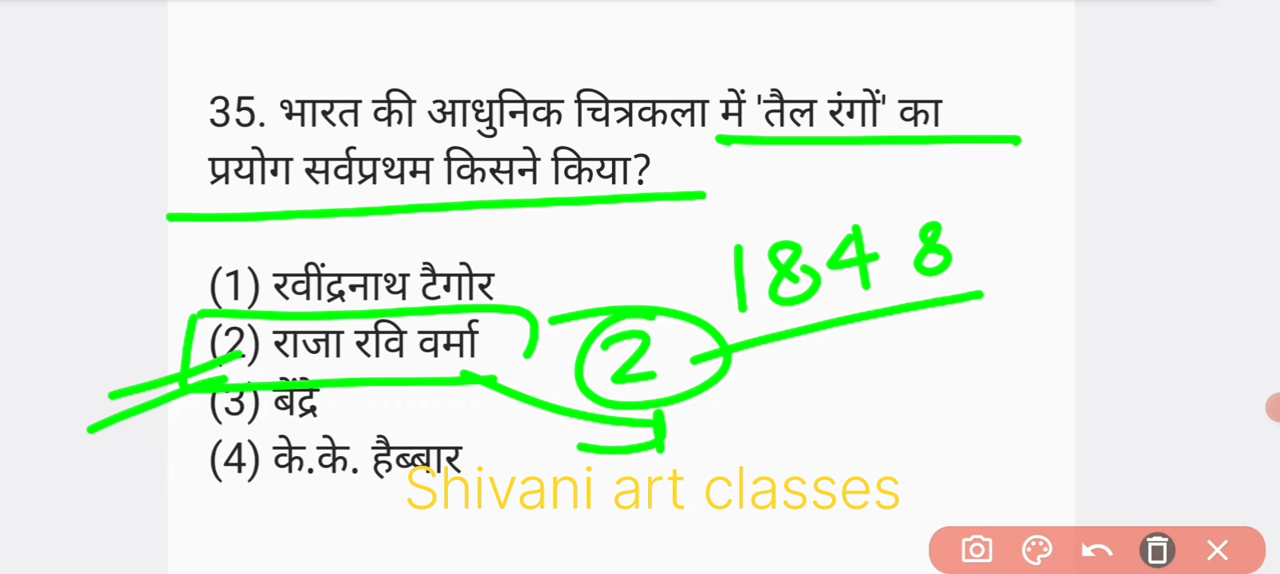 35. भारत की आधुनिक चित्रकला में 'तैल रंगों' का
प्रयोग सर्वप्रथम किसने किया?
(1) रवींद्रनाथ टैगोर
1848
(2) राजा रवि वर्मा
2
(3) बेंद्रे
(4) के.के. हैब्बार
Shivani art classes